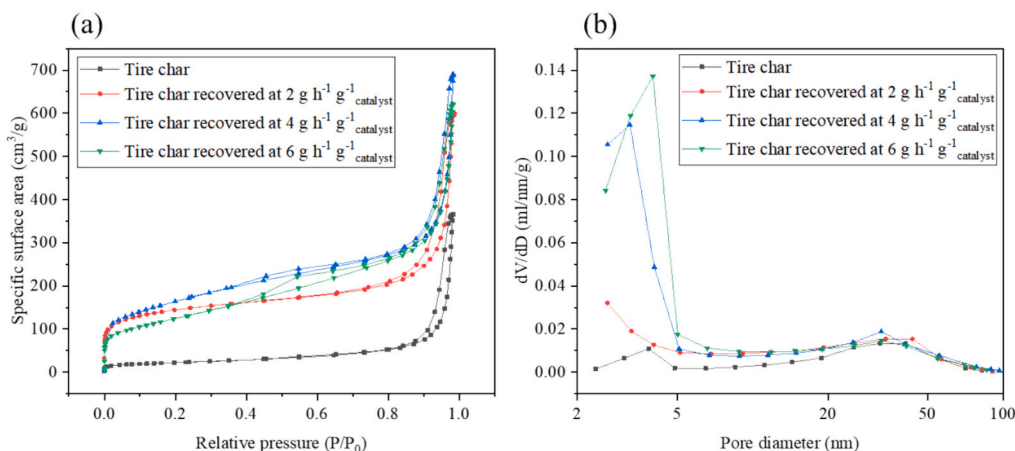 (a)
Specific surface area (cm³/g)
700
600
500
400
300
200
100
0
Tire char
Tire char recovered at 2 g h⁻¹ g⁻¹catalyst
Tire char recovered at 4 g h⁻¹ g⁻¹catalyst
Tire char recovered at 6 g h⁻¹ g⁻¹catalyst
0.0 0.2 0.4 0.6 0.8 1.0
Relative pressure (P/P₀)
(b)
dV/dD (ml/nm/g)
0.14
0.12
0.10
0.08
0.06
0.04
0.02
0.00
Tire char
Tire char recovered at 2 g h⁻¹ g⁻¹catalyst
Tire char recovered at 4 g h⁻¹ g⁻¹catalyst
Tire char recovered at 6 g h⁻¹ g⁻¹catalyst
2 5 20 50 100
Pore diameter (nm)